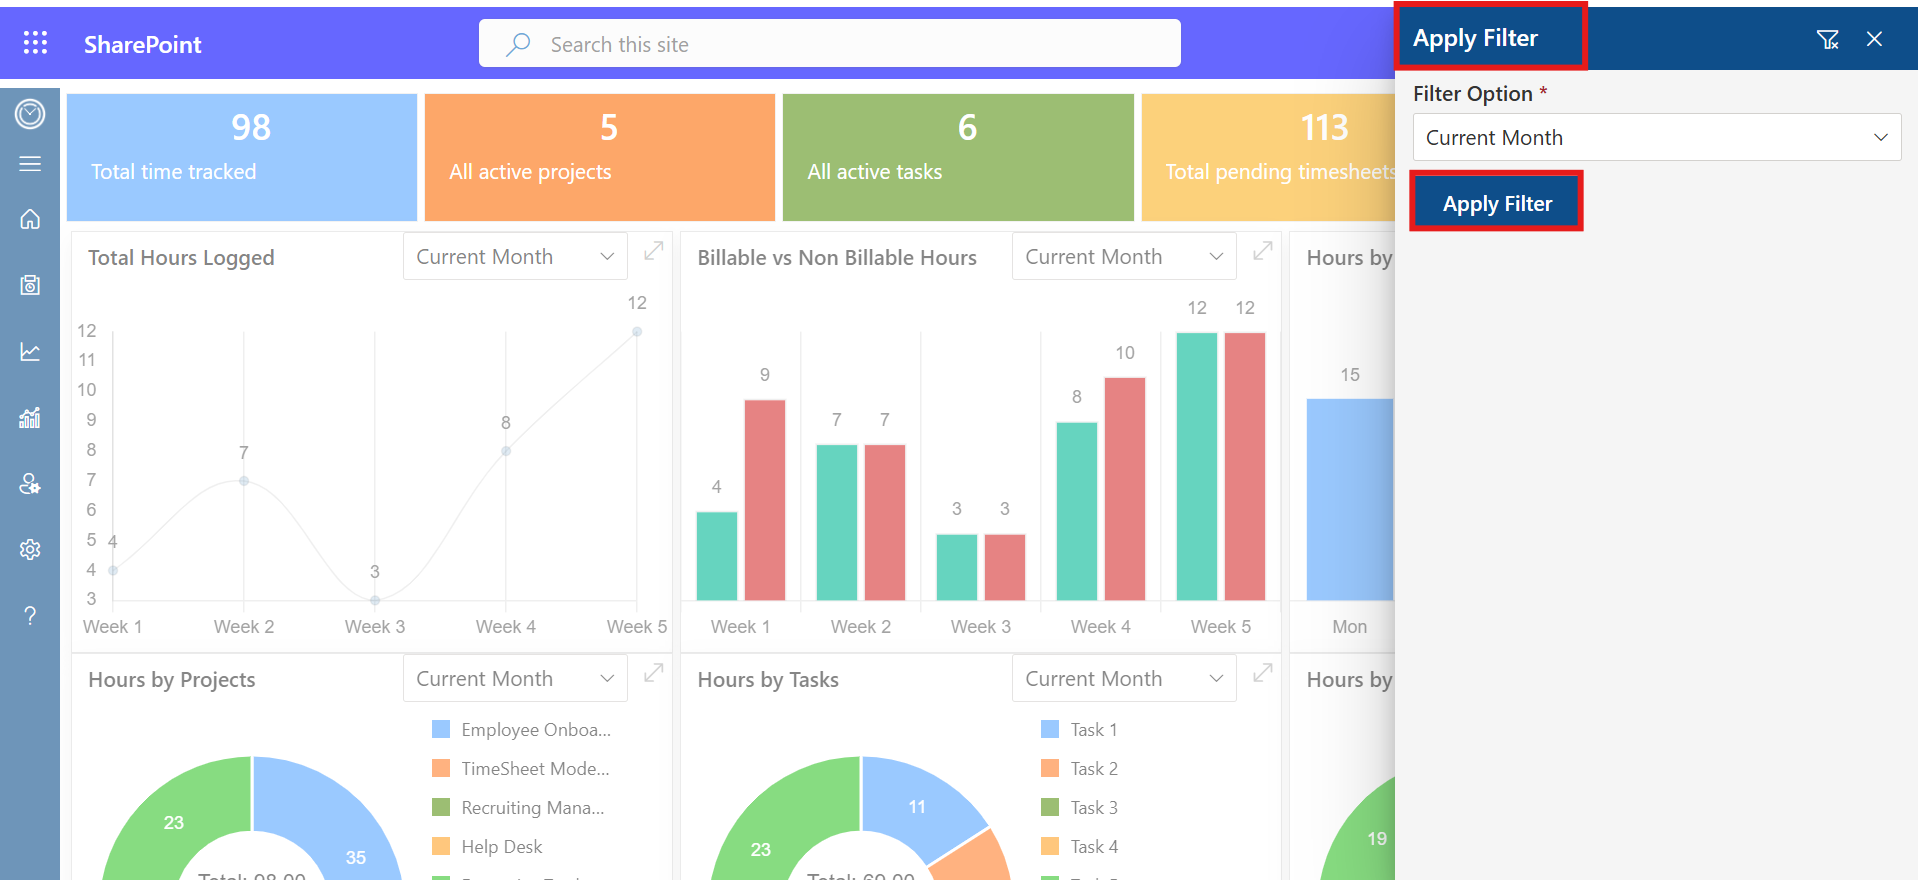 SharePoint
Search this site
Apply Filter
Filter Option *
Current Month
Apply Filter
98
Total time tracked
5
All active projects
6
All active tasks
113
Total pending timesheets
Total Hours Logged
Current Month
12
12
11
10
9
8
7
6
5
4
3
4
7
3
8
Week 1
Week 2
Week 3
Week 4
Week 5
Billable vs Non Billable Hours
Current Month
4
9
7
7
3
3
8
10
12
12
Week 1
Week 2
Week 3
Week 4
Week 5
Hours by
15
Mon
Hours by Projects
Current Month
Employee Onboa...
TimeSheet Mode...
Recruiting Mana...
Help Desk
23
35
Total: 98.00
Hours by Tasks
Current Month
Task 1
Task 2
Task 3
Task 4
11
23
Total: 69.00
Hours by
19